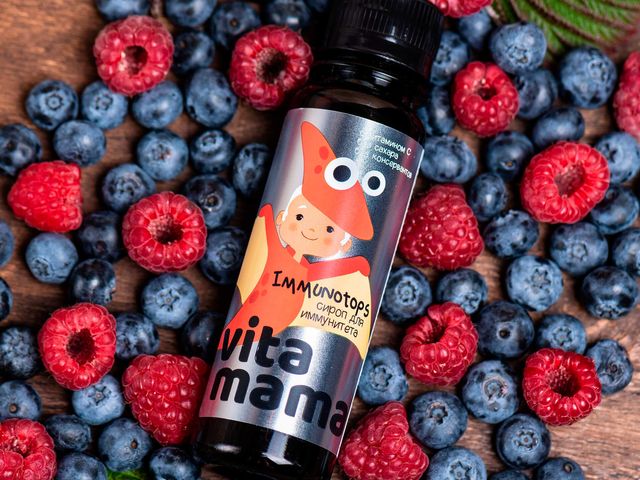 витамином С
сахара
консервантов
Immunotops
сироп для
иммунитета
vita
mama